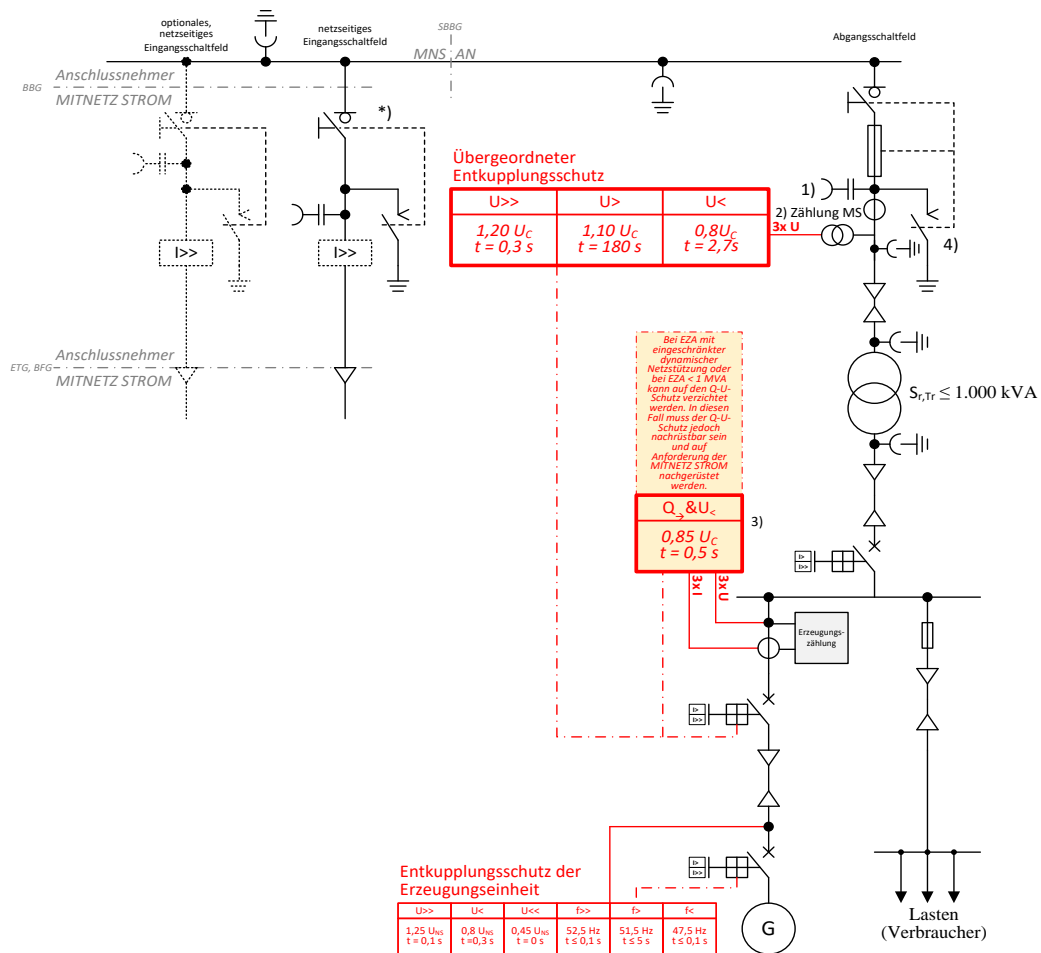 optionales,
netzseitiges
Eingangsschaltfeld
netzseitiges
Eingangsschaltfeld
SBBG
MNS AN
Abgangsschaltfeld
Anschlussnehmer
BBG
MITNETZ STROM
*)
Übergeordneter
Entkupplungsschutz
U>> U> U<
1,20 UC 1,10 UC 0,8UC
t = 0,3 s t = 180 s t = 2,7s
3x U
1)
2) Zählung MS
4)
I>>
I>>
Anschlussnehmer
ETG, BFG
MITNETZ STROM
Bei EZA mit
eingeschränkter
dynamischer
Netzstützung oder
bei EZA < 1 MVA
kann auf den Q-U-
Schutz verzichtet
werden. In diesen
Fall muss der Q-U-
Schutz jedoch
nachrüstbar sein
und auf
Anforderung der
MITNETZ STROM
nachgerüstet
werden.
Sr,Tr ≤ 1.000 kVA
Q→&U<
3)
0,85 UC
t = 0,5 s
3x I
3x U
I>
I>>
Erzeugungs-
zählung
I>
I>>
I>
I>>
Entkupplungsschutz der
Erzeugungseinheit
U>> U< U<< f>> f> f<
1,25 UNS 0,8 UNS 0,45 UNS 52,5 Hz 51,5 Hz 47,5 Hz
t = 0,1 s t =0,3 s t = 0 s t ≤ 0,1 s t ≤ 5 s t ≤ 0,1 s
G
Lasten
(Verbraucher)